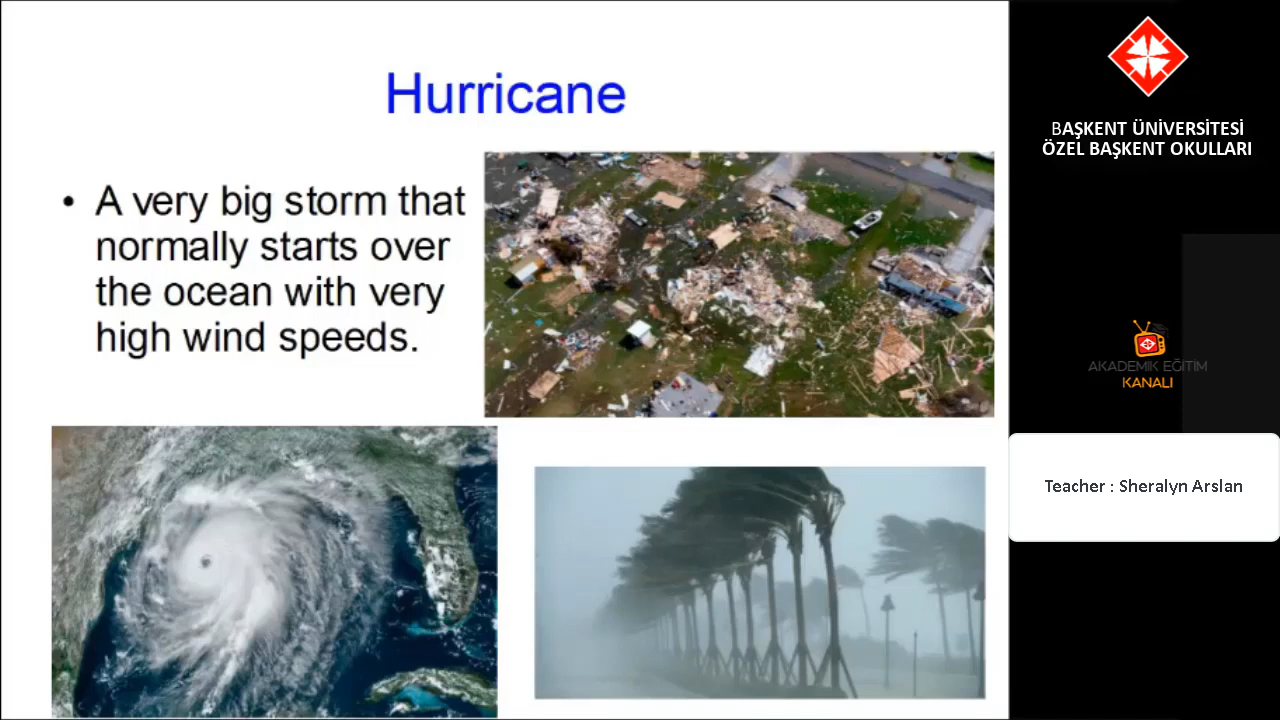 Hurricane
• A very big storm that
normally starts over
the ocean with very
high wind speeds.
BAŞKENT ÜNİVERSİTESİ
ÖZEL BAŞKENT OKULLARI
AKADEMİK EĞİTİM
KANALI
Teacher : Sheralyn Arslan